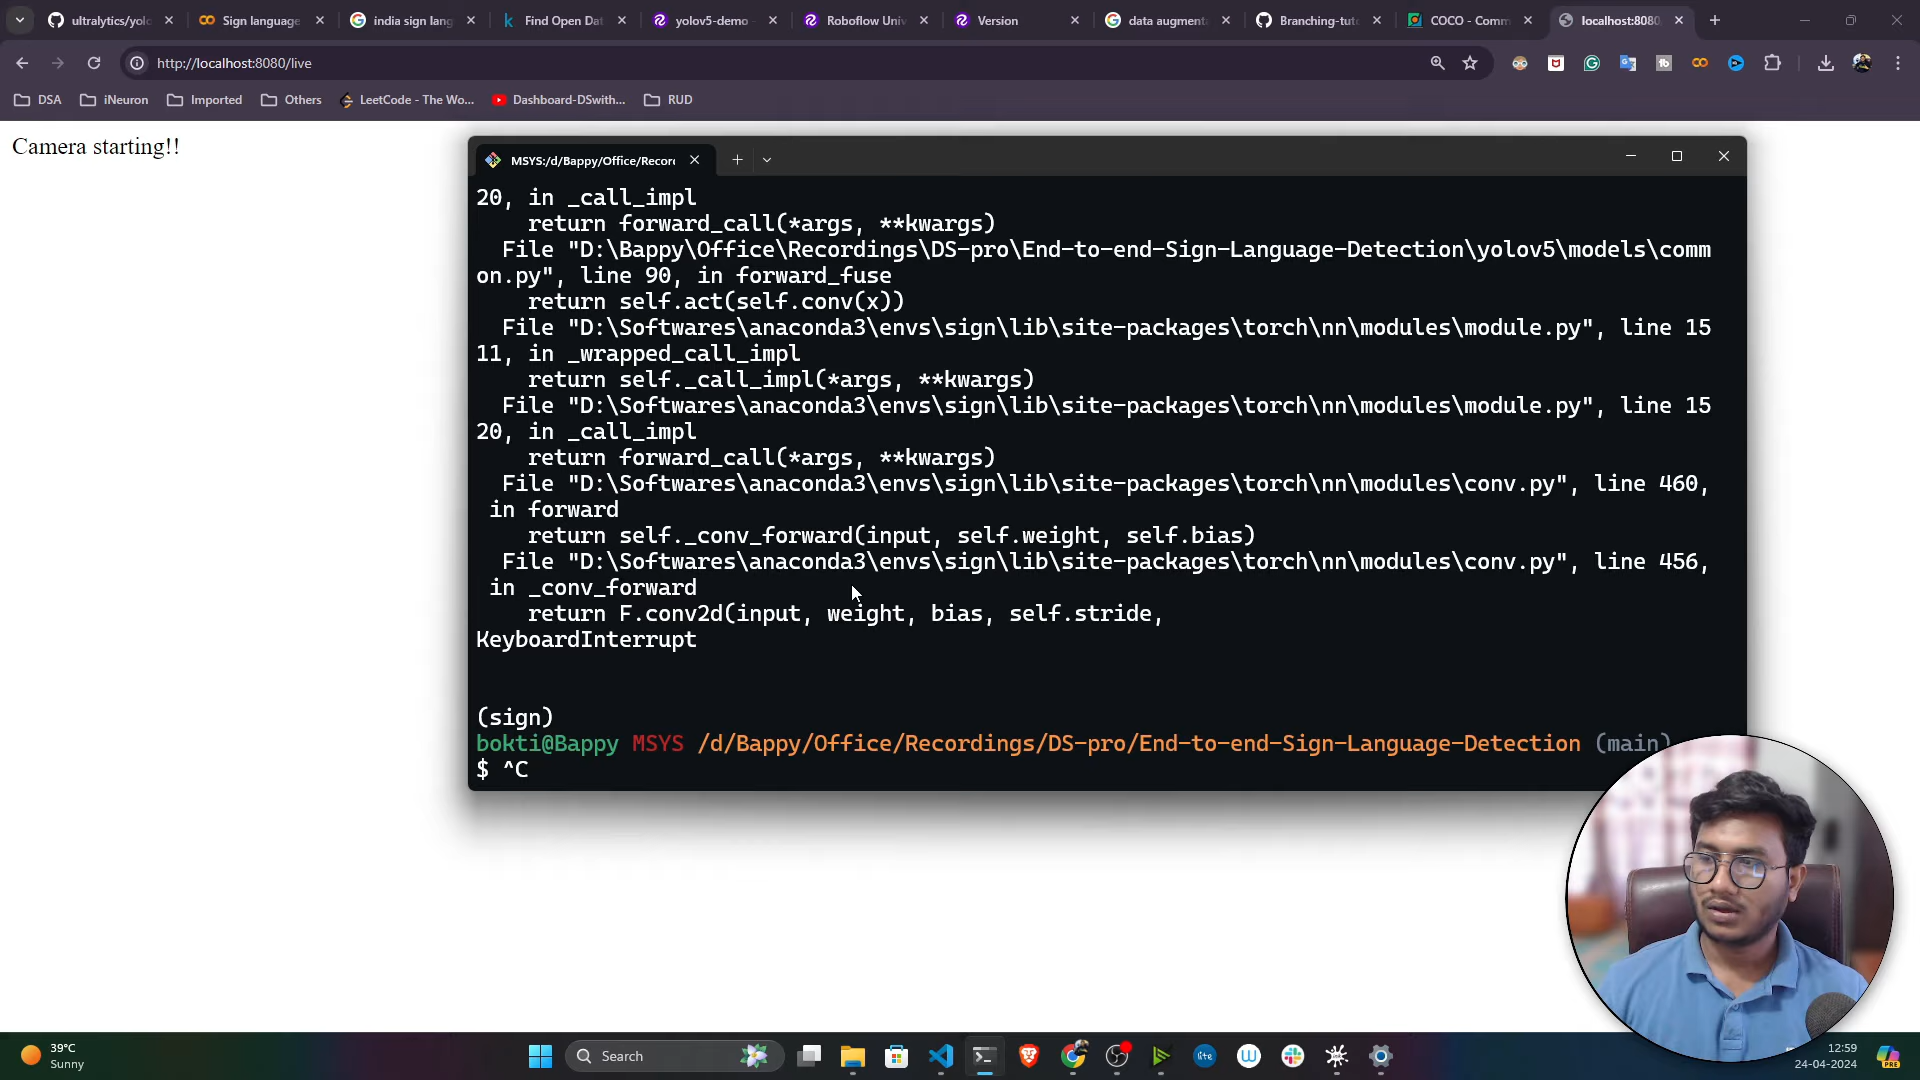 ultralytics/yolo
Sign language
india sign lang
Find Open Dat
yolov5-demo
Roboflow Univ
Version
data augmenta
Branching-tuto
COCO - Comm
localhost:8080
http://localhost:8080/live
DSA
iNeuron
Imported
Others
LeetCode - The Wo...
Dashboard-DSwith...
RUD
Camera starting!!
MSYS:/d/Bappy/Office/Recor
20, in _call_impl
return forward_call(*args, **kwargs)
File "D:\Bappy\Office\Recordings\DS-pro\End-to-end-Sign-Language-Detection\yolov5\models\comm
on.py", line 90, in forward_fuse
return self.act(self.conv(x))
File "D:\Softwares\anaconda3\envs\sign\lib\site-packages\torch\nn\modules\module.py", line 15
11, in _wrapped_call_impl
return self._call_impl(*args, **kwargs)
File "D:\Softwares\anaconda3\envs\sign\lib\site-packages\torch\nn\modules\module.py", line 15
20, in _call_impl
return forward_call(*args, **kwargs)
File "D:\Softwares\anaconda3\envs\sign\lib\site-packages\torch\nn\modules\conv.py", line 460,
in forward
return self._conv_forward(input, self.weight, self.bias)
File "D:\Softwares\anaconda3\envs\sign\lib\site-packages\torch\nn\modules\conv.py", line 456,
in _conv_forward
return F.conv2d(input, weight, bias, self.stride,
KeyboardInterrupt
(sign)
bokti@Bappy MSYS /d/Bappy/Office/Recordings/DS-pro/End-to-end-Sign-Language-Detection (main)
$ ^C
39°C
Sunny
Search
lite
12:59
24-04-2024